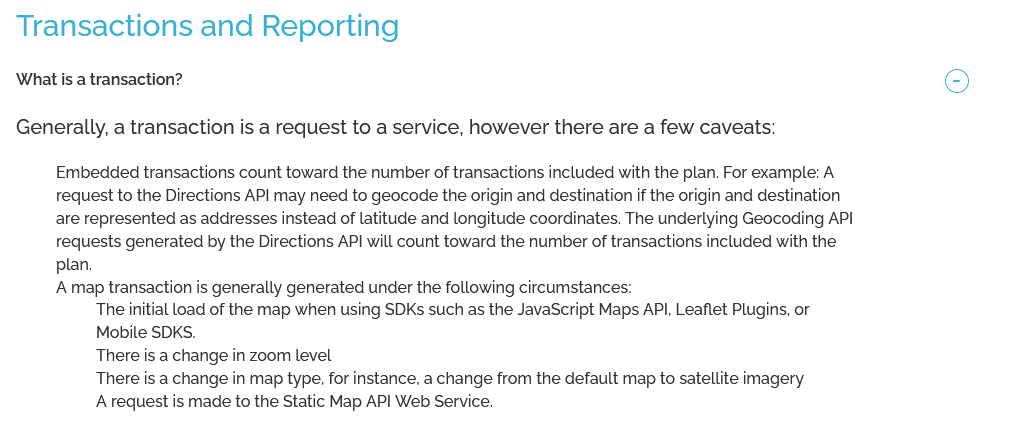 Transactions and Reporting
What is a transaction?
Generally, a transaction is a request to a service, however there are a few caveats:
Embedded transactions count toward the number of transactions included with the plan. For example: A
request to the Directions API may need to geocode the origin and destination if the origin and destination
are represented as addresses instead of latitude and longitude coordinates. The underlying Geocoding API
requests generated by the Directions API will count toward the number of transactions included with the
plan.
A map transaction is generally generated under the following circumstances:
The initial load of the map when using SDKs such as the JavaScript Maps API, Leaflet Plugins, or
Mobile SDKS.
There is a change in zoom level
There is a change in map type, for instance, a change from the default map to satellite imagery
A request is made to the Static Map API Web Service.